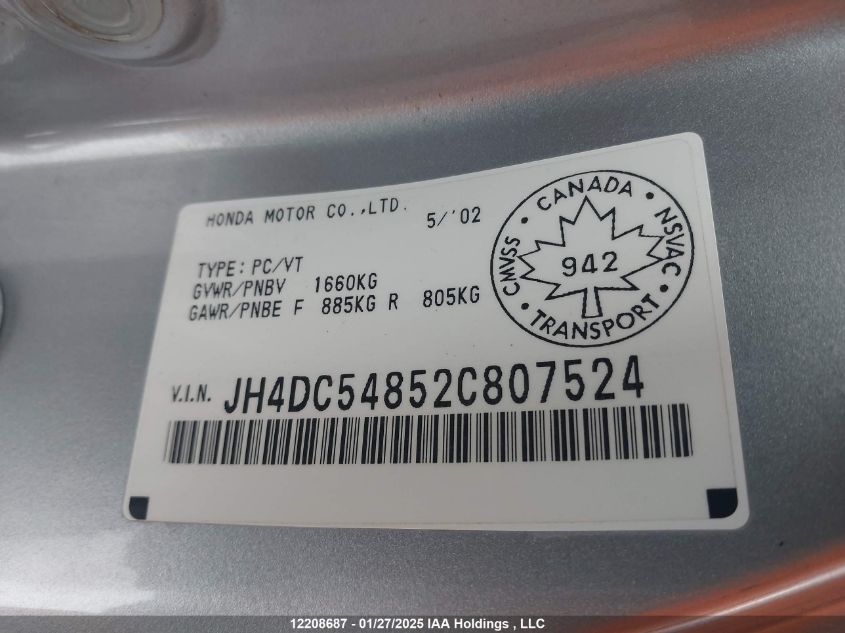 HONDA MOTOR CO.,LTD. 5/'02
TYPE: PC/VT
GVWR/PNBV 1660KG
GAWR/PNBE F 885KG R 805KG
• CANADA •
CMVSS 942 NSVAC
• TRANSPORT •
V.I.N. JH4DC54852C807524
12208687 - 01/27/2025 IAA Holdings , LLC